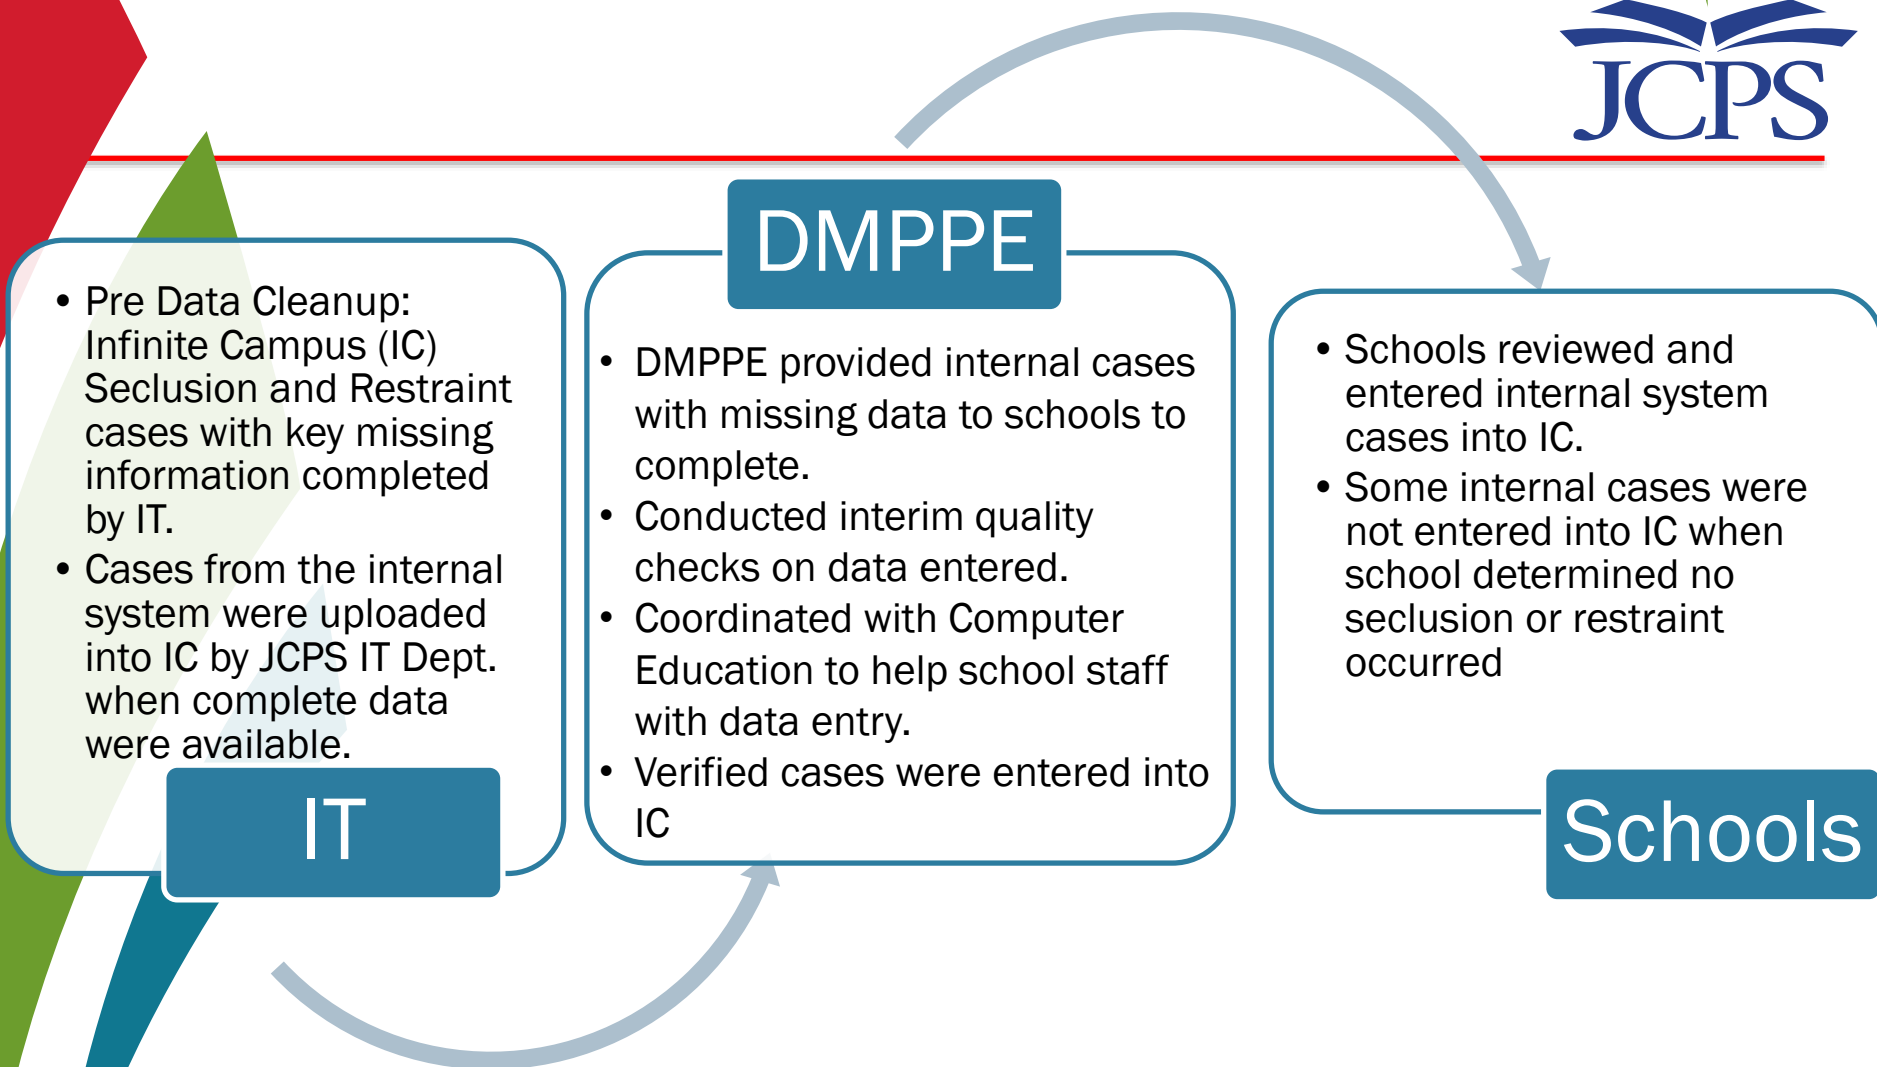 JCPS
• Pre Data Cleanup:
Infinite Campus (IC)
Seclusion and Restraint
cases with key missing
information completed
by IT.
• Cases from the internal
system were uploaded
into IC by JCPS IT Dept.
when complete data
were available.
IT
DMPPE
• DMPPE provided internal cases
with missing data to schools to
complete.
• Conducted interim quality
checks on data entered.
• Coordinated with Computer
Education to help school staff
with data entry.
• Verified cases were entered into
IC
• Schools reviewed and
entered internal system
cases into IC.
• Some internal cases were
not entered into IC when
school determined no
seclusion or restraint
occurred
Schools